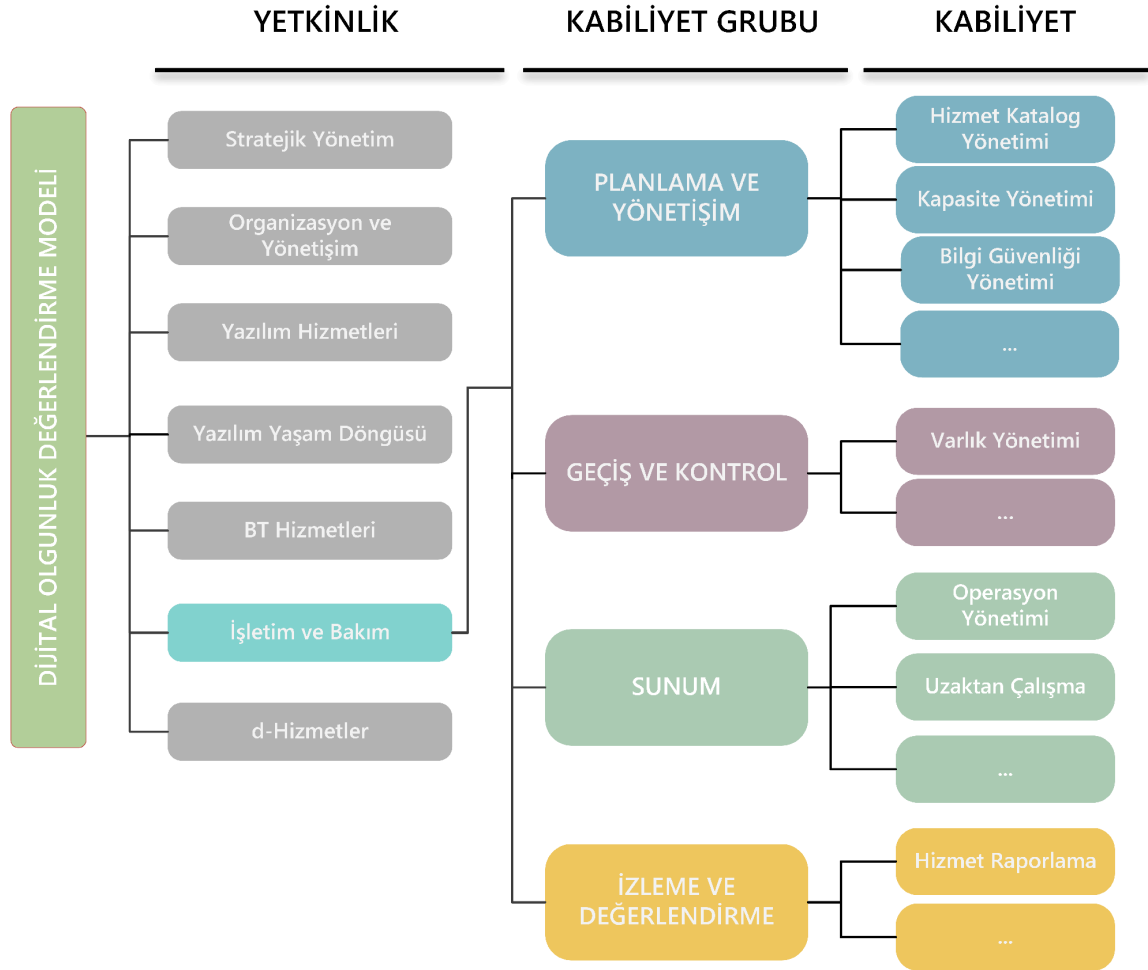 YETKİNLİK
KABİLİYET GRUBU
KABİLİYET
DİJİTAL OLGUNLUK DEĞERLENDİRME MODELİ
Stratejik Yönetim
Organizasyon ve
Yönetişim
Yazılım Hizmetleri
Yazılım Yaşam Döngüsü
BT Hizmetleri
İşletim ve Bakım
d-Hizmetler
PLANLAMA VE
YÖNETİŞİM
Hizmet Katalog
Yönetimi
Kapasite Yönetimi
Bilgi Güvenliği
Yönetimi
...
GEÇİŞ VE KONTROL
Varlık Yönetimi
...
SUNUM
Operasyon
Yönetimi
Uzaktan Çalışma
...
İZLEME VE
DEĞERLENDİRME
Hizmet Raporlama
...